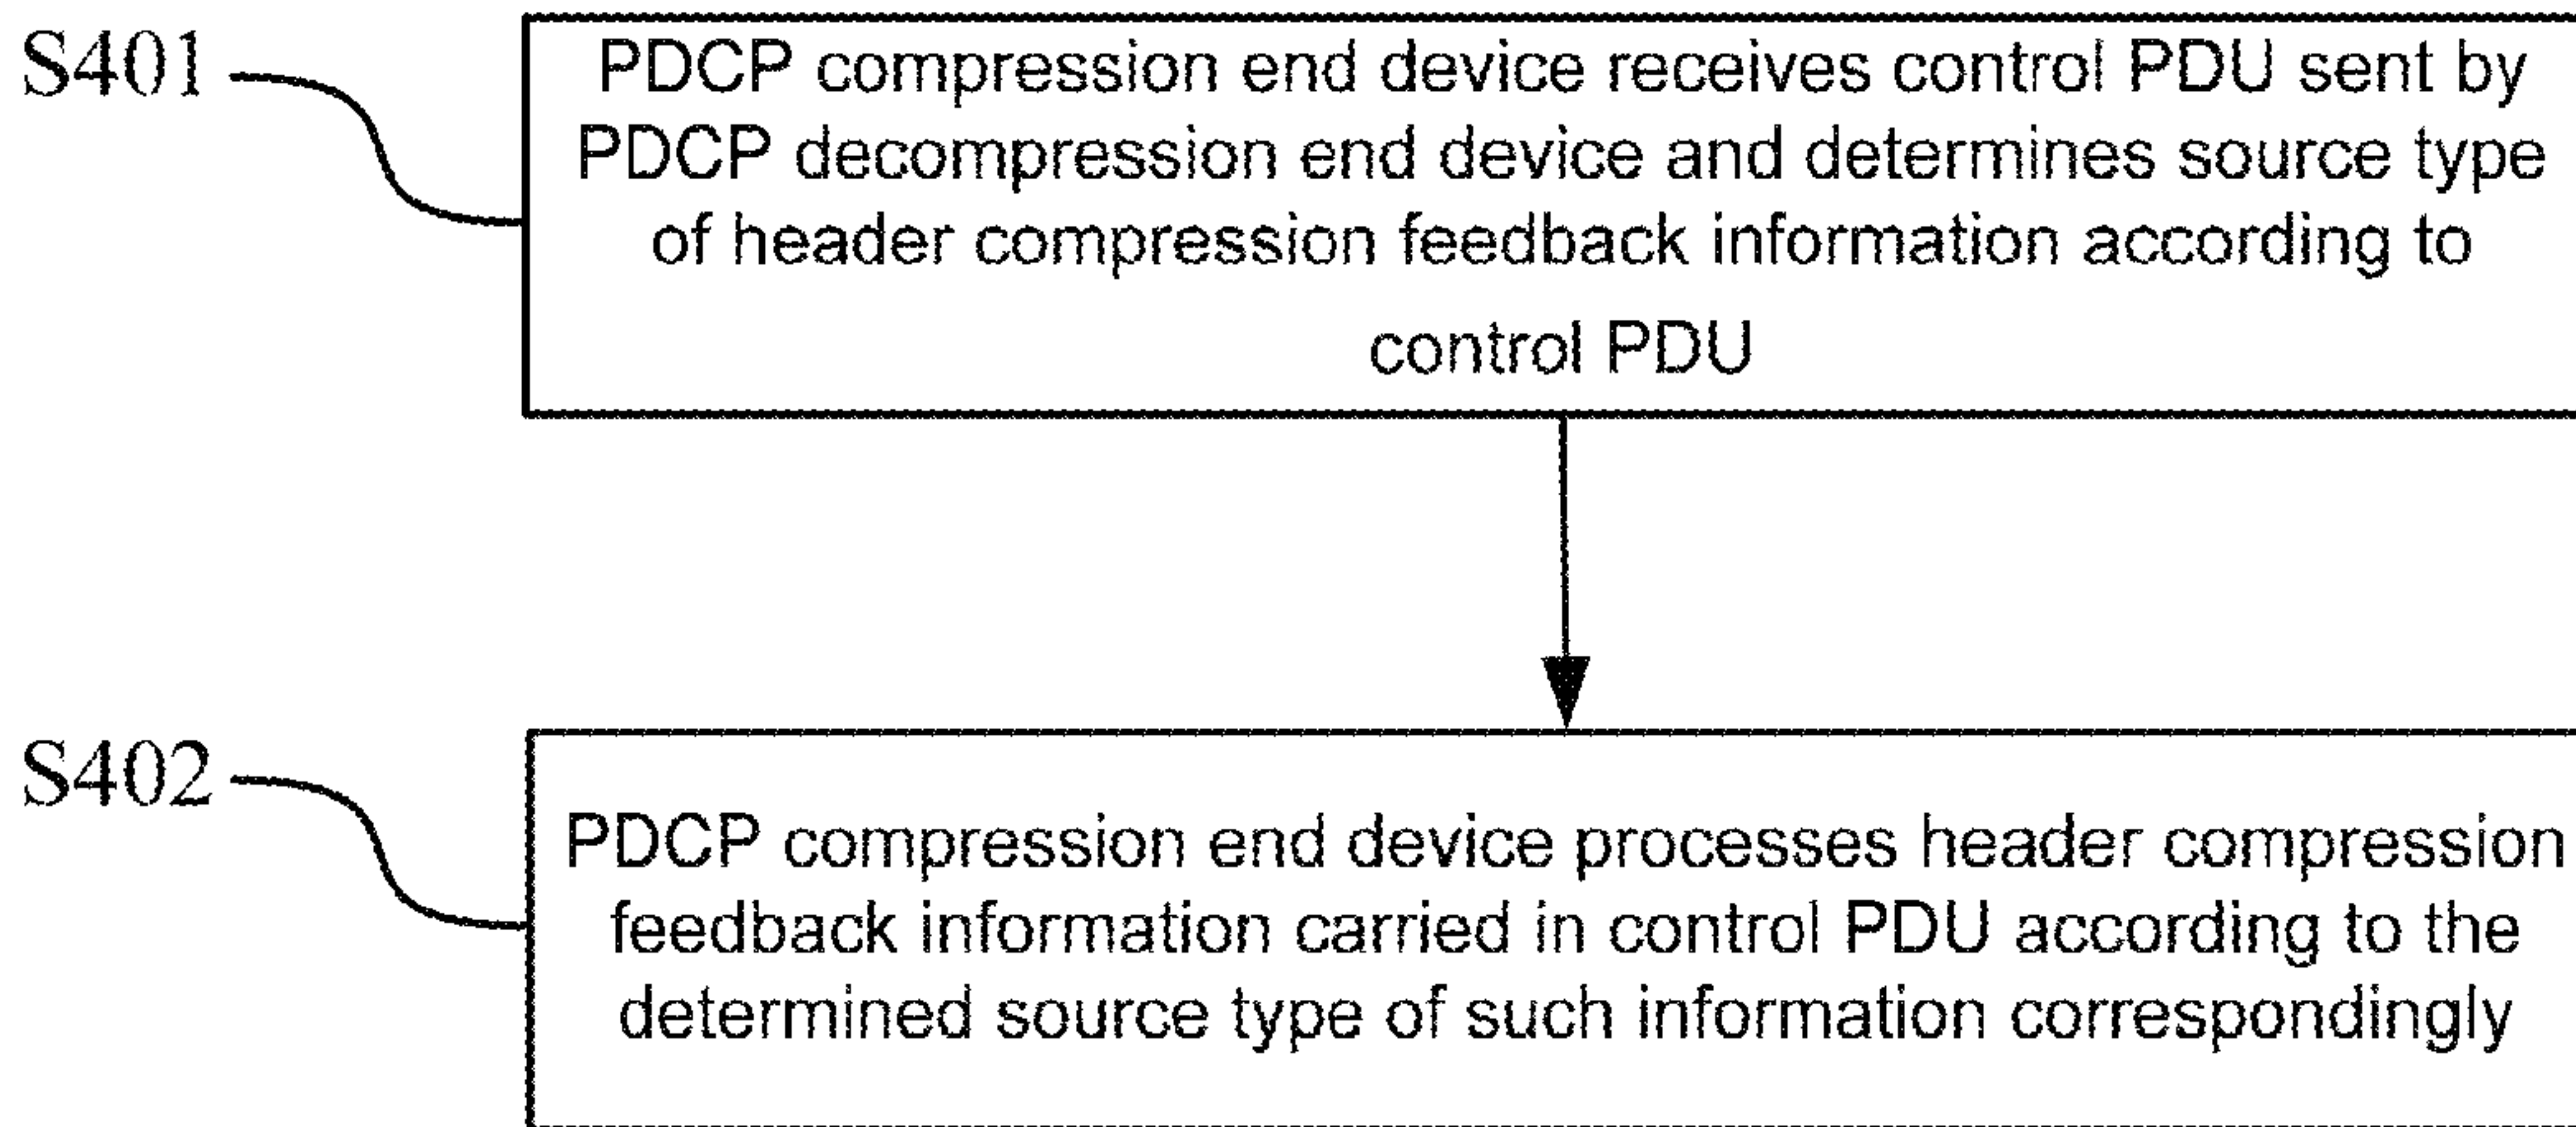 S401
PDCP compression end device receives control PDU sent by
PDCP decompression end device and determines source type
of header compression feedback information according to
control PDU
S402
PDCP compression end device processes header compression
feedback information carried in control PDU according to the
determined source type of such information correspondingly